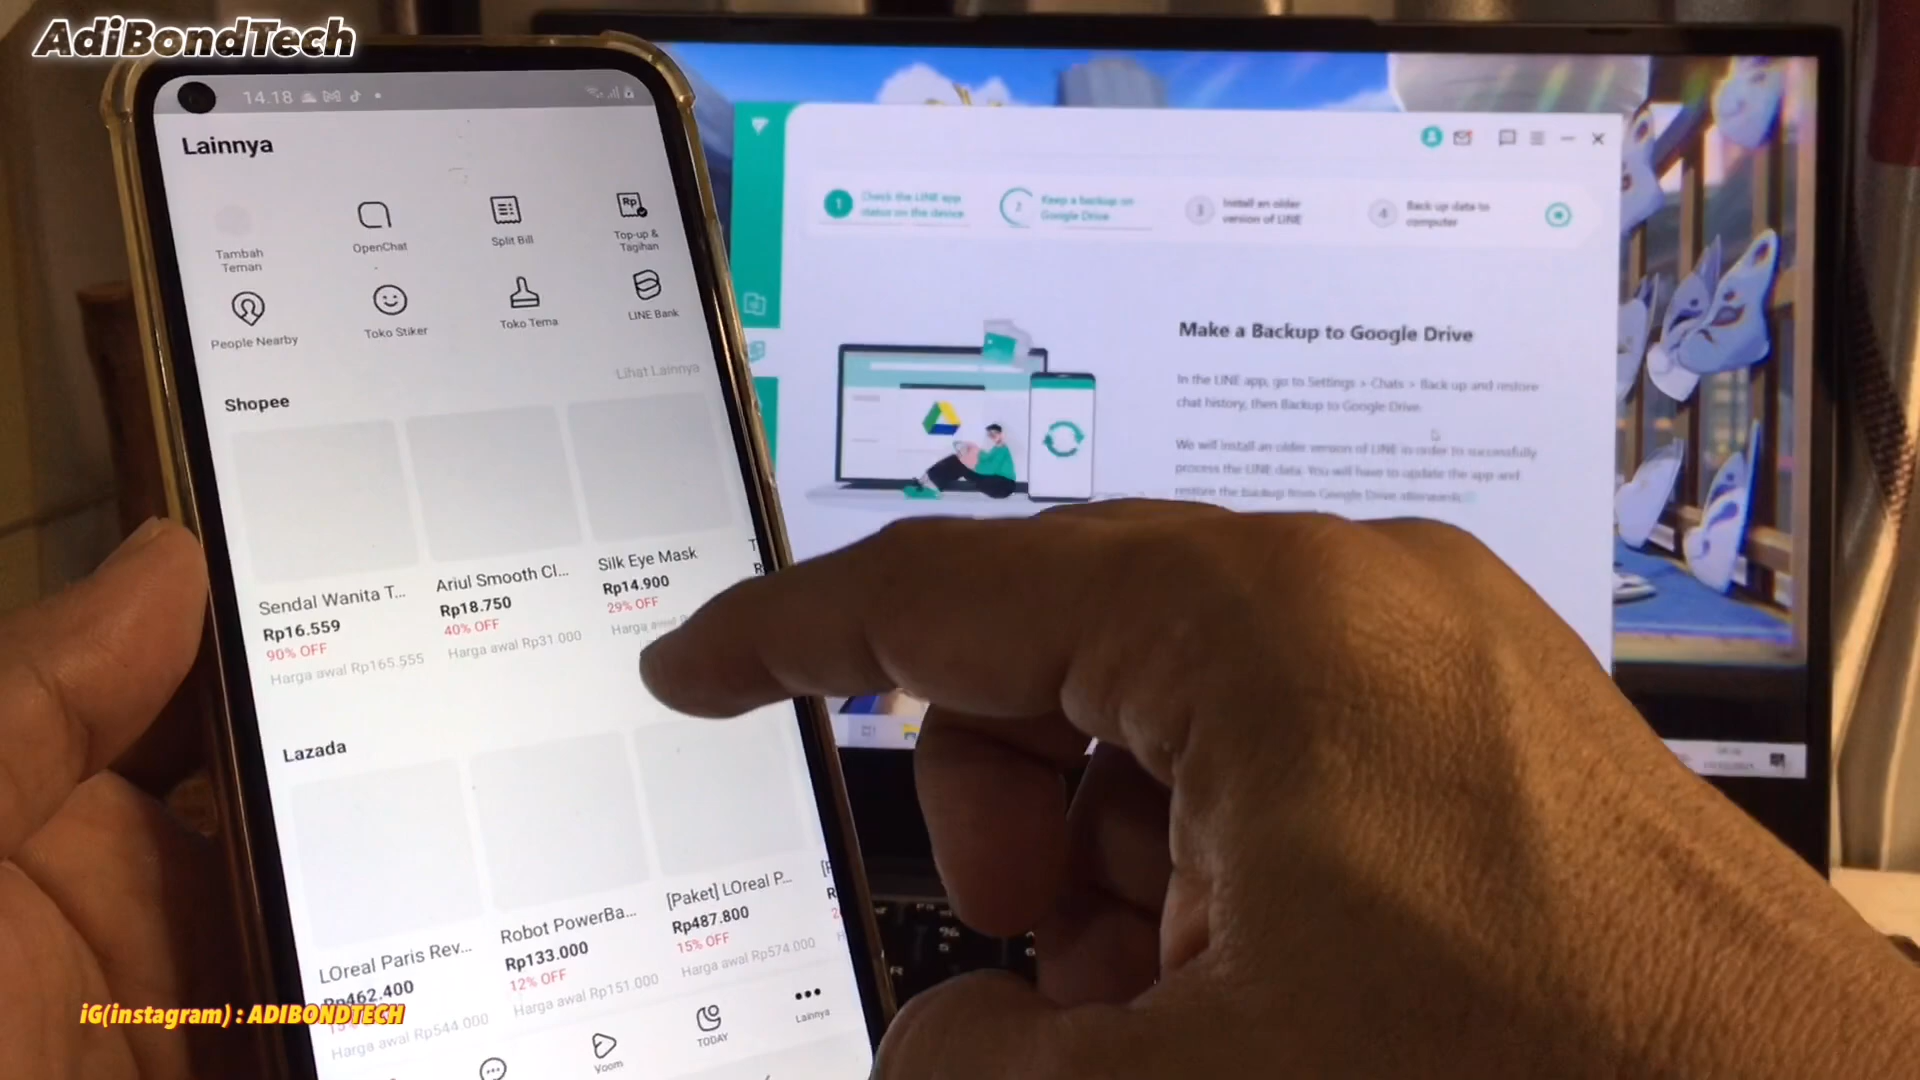 AdiBondTech
14.18
Lainnya
Tambah
Teman
OpenChat
Split Bill
Top-up &
Tagihan
People Nearby
Toko Stiker
Toko Tema
LINE Bank
Shopee
Lihat Lainnya
Sendal Wanita T...
Rp16.559
90% OFF
Harga awal Rp165.555
Ariul Smooth Cl...
Rp18.750
40% OFF
Harga awal Rp31.000
Silk Eye Mask
Rp14.900
29% OFF
Harga awal
Lazada
LOreal Paris Rev...
Rp462.400
Harga awal Rp544.000
Robot PowerBa...
Rp133.000
12% OFF
Harga awal Rp151.000
[Paket] LOreal P...
Rp487.800
15% OFF
Harga awal Rp574.000
Voom
TODAY
Lainnya
iG(instagram) : ADIBONDTECH
1 Check the LINE app
status on the device
2 Keep a backup on
Google Drive
3 Install an older
version of LINE
4 Back up data to
computer
Make a Backup to Google Drive
In the LINE app, go to Settings > Chats > Back up and restore
chat history, then Backup to Google Drive.
We will install an older version of LINE in order to successfully
process the LINE data. You will have to update the app and
restore the backup from Google Drive afterwards.